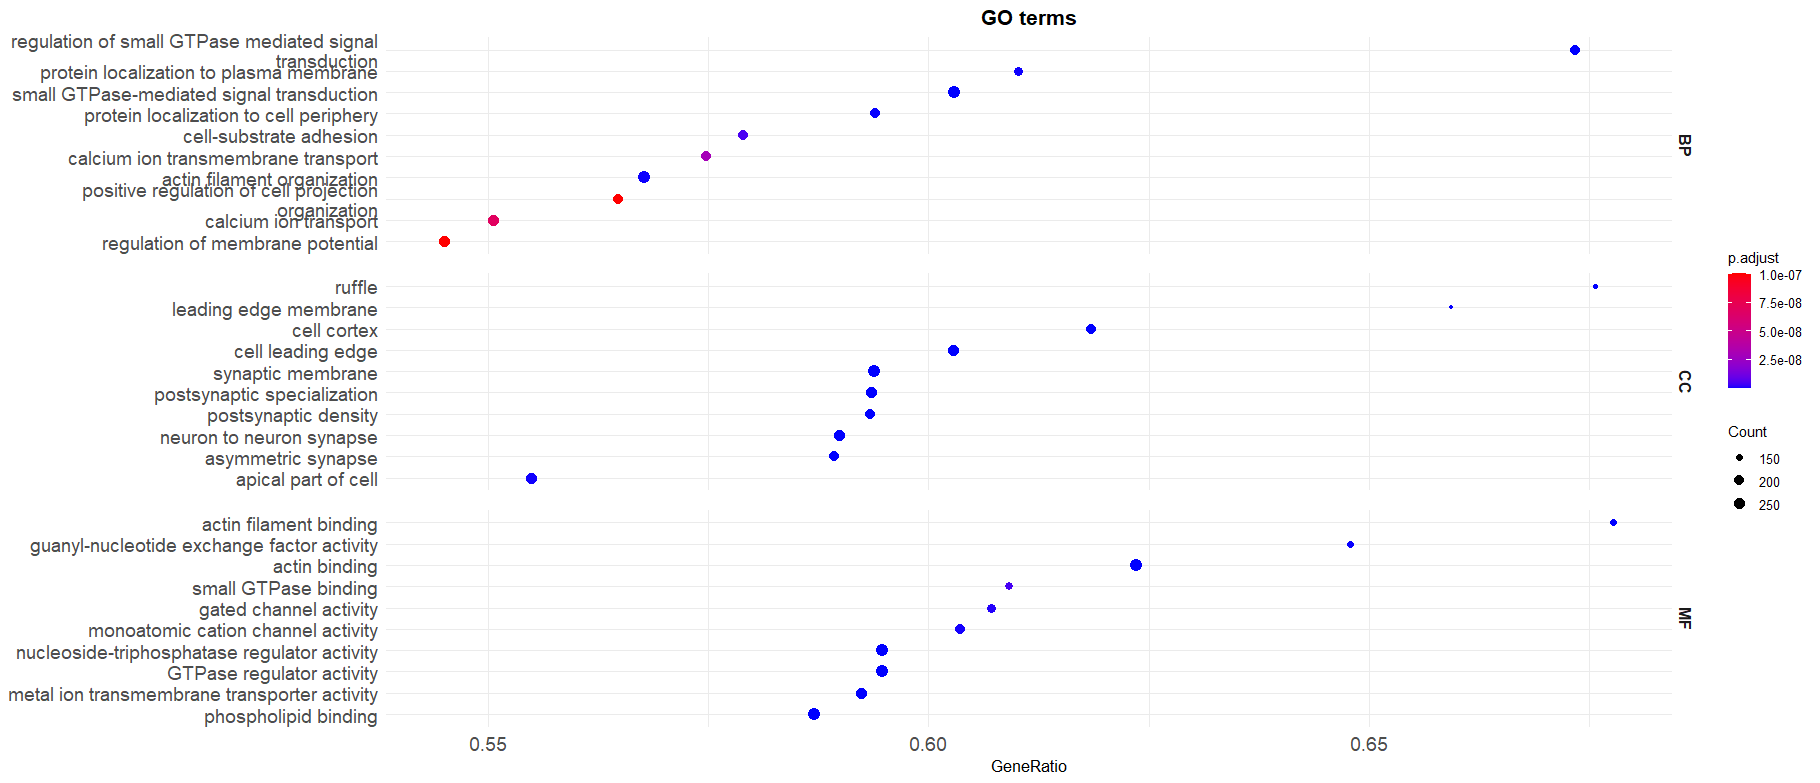 GO terms
regulation of small GTPase mediated signal
transduction
protein localization to plasma membrane
small GTPase-mediated signal transduction
protein localization to cell periphery
cell-substrate adhesion
calcium ion transmembrane transport
actin filament organization
positive regulation of cell projection
organization
calcium ion transport
regulation of membrane potential
BP
ruffle
leading edge membrane
cell cortex
cell leading edge
synaptic membrane
postsynaptic specialization
postsynaptic density
neuron to neuron synapse
asymmetric synapse
apical part of cell
CC
actin filament binding
guanyl-nucleotide exchange factor activity
actin binding
small GTPase binding
gated channel activity
monoatomic cation channel activity
nucleoside-triphosphatase regulator activity
GTPase regulator activity
metal ion transmembrane transporter activity
phospholipid binding
MF
0.55 0.60 0.65
GeneRatio
p.adjust
1.0e-07
7.5e-08
5.0e-08
2.5e-08
Count
150
200
250